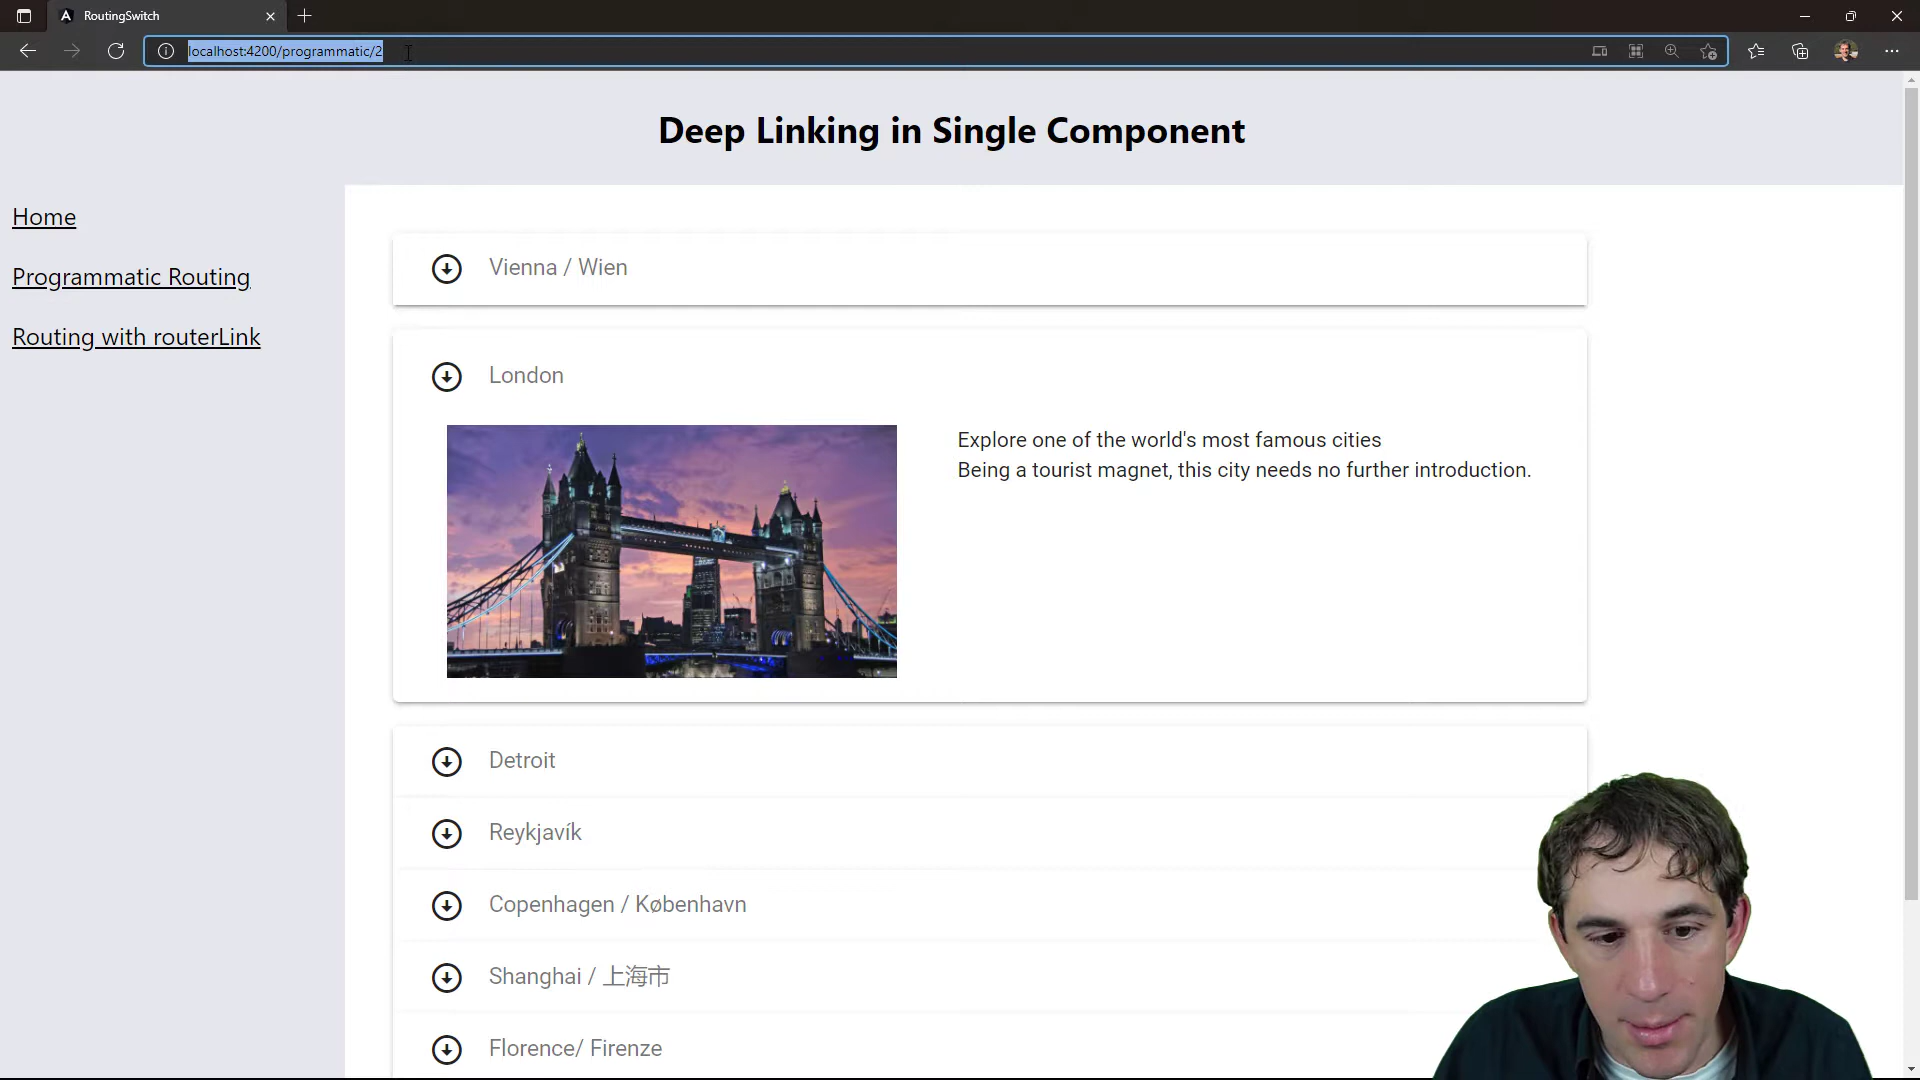 RoutingSwitch
localhost:4200/programmatic/2
Deep Linking in Single Component
Home
Programmatic Routing
Routing with routerLink
Vienna / Wien
London
Explore one of the world's most famous cities
Being a tourist magnet, this city needs no further introduction.
Detroit
Reykjavík
Copenhagen / København
Shanghai / 上海市
Florence/ Firenze